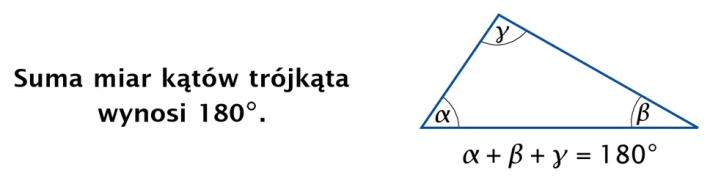 Suma miar kątów trójkąta
wynosi 180°.
γ
α
β
α + β + γ = 180°